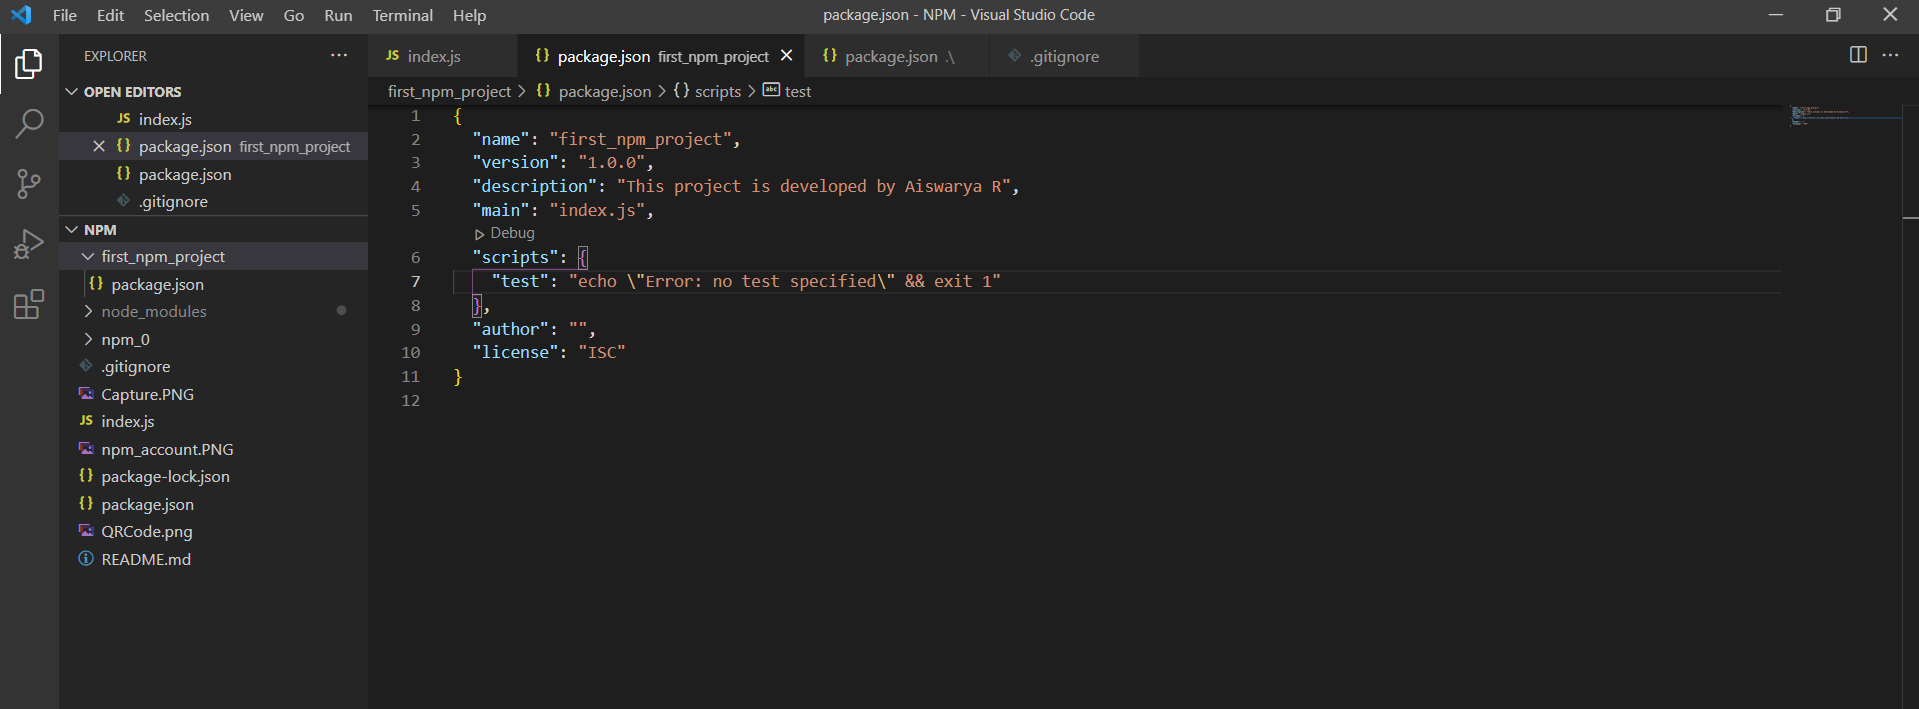 File Edit Selection View Go Run Terminal Help
package.json - NPM - Visual Studio Code
EXPLORER
OPEN EDITORS
JS index.js
{} package.json first_npm_project
{} package.json
.gitignore
NPM
first_npm_project
{} package.json
node_modules
npm_0
.gitignore
Capture.PNG
JS index.js
npm_account.PNG
{} package-lock.json
{} package.json
QRCode.png
README.md
JS index.js {} package.json first_npm_project {} package.json .\ .gitignore
first_npm_project > {} package.json > {} scripts > abc test
1 {
2 "name": "first_npm_project",
3 "version": "1.0.0",
4 "description": "This project is developed by Aiswarya R",
5 "main": "index.js",
Debug
6 "scripts": {
7 "test": "echo \"Error: no test specified\" && exit 1"
8 },
9 "author": "",
10 "license": "ISC"
11 }
12